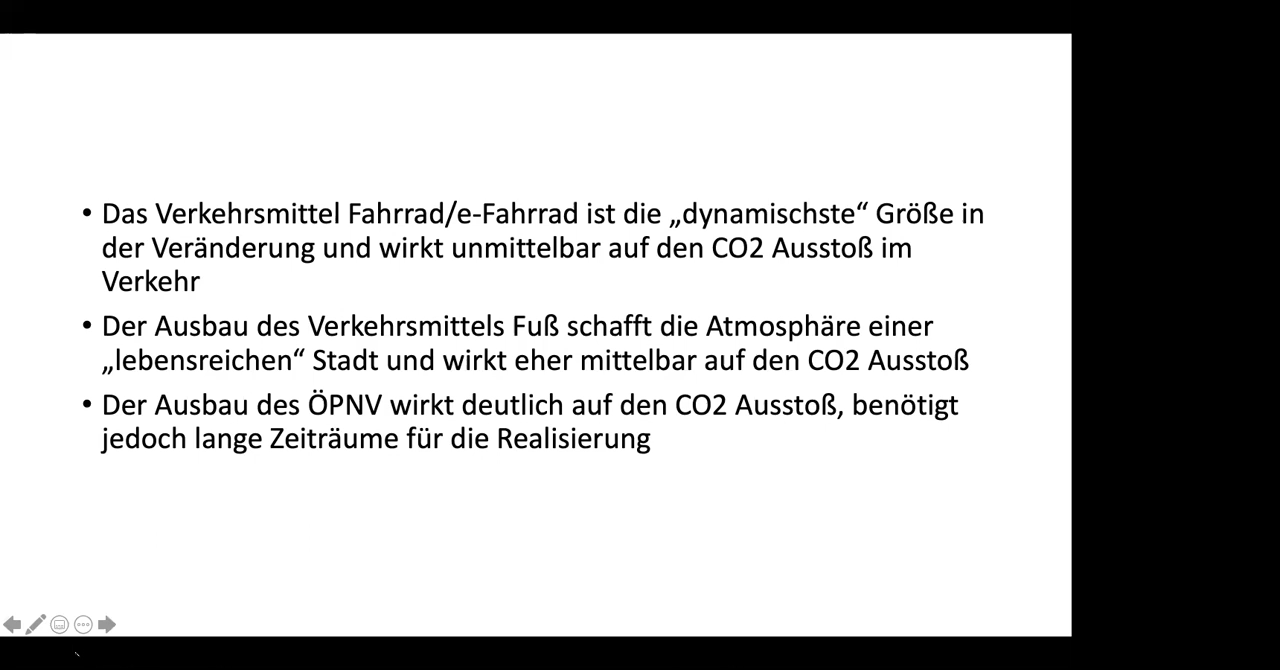 • Das Verkehrsmittel Fahrrad/e-Fahrrad ist die „dynamischste“ Größe in
der Veränderung und wirkt unmittelbar auf den CO2 Ausstoß im
Verkehr
• Der Ausbau des Verkehrsmittels Fuß schafft die Atmosphäre einer
„lebensreichen“ Stadt und wirkt eher mittelbar auf den CO2 Ausstoß
• Der Ausbau des ÖPNV wirkt deutlich auf den CO2 Ausstoß, benötigt
jedoch lange Zeiträume für die Realisierung